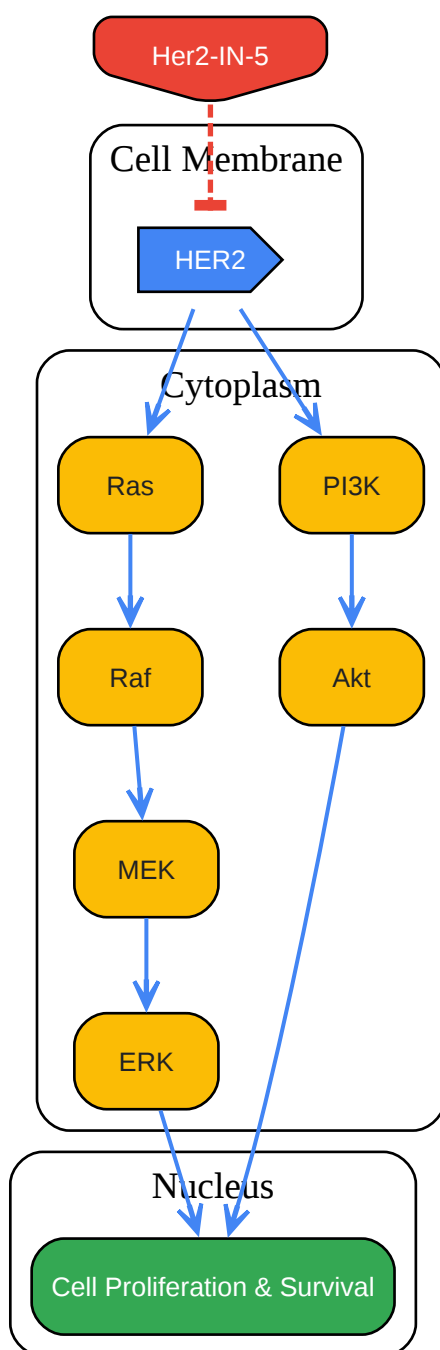 Her2-IN-5
Cell Membrane
HER2
Cytoplasm
Ras
PI3K
Raf
Akt
MEK
ERK
Nucleus
Cell Proliferation & Survival